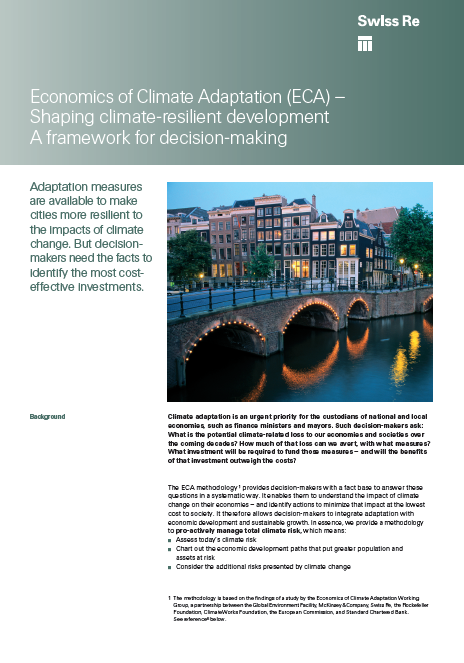 Swiss Re
Economics of Climate Adaptation (ECA) –
Shaping climate-resilient development
A framework for decision-making
Adaptation measures
are available to make
cities more resilient to
the impacts of climate
change. But decision-
makers need the facts to
identify the most cost-
effective investments.
Background
Climate adaptation is an urgent priority for the custodians of national and local
economies, such as finance ministers and mayors. Such decision-makers ask:
What is the potential climate-related loss to our economies and societies over
the coming decades? How much of that loss can we avert, with what measures?
What investment will be required to fund those measures – and will the benefits
of that investment outweigh the costs?
The ECA methodology¹ provides decision-makers with a fact base to answer these
questions in a systematic way. It enables them to understand the impact of climate
change on their economies – and identify actions to minimize that impact at the lowest
cost to society. It therefore allows decision-makers to integrate adaptation with
economic development and sustainable growth. In essence, we provide a methodology
to pro-actively manage total climate risk, which means:
■ Assess today's climate risk
■ Chart out the economic development paths that put greater population and
assets at risk
■ Consider the additional risks presented by climate change
1 The methodology is based on the findings of a study by the Economics of Climate Adaptation Working
Group, a partnership between the Global Environment Facility, McKinsey & Company, Swiss Re, the Rockefeller
Foundation, ClimateWorks Foundation, the European Commission, and Standard Chartered Bank.
See reference⁶ below.